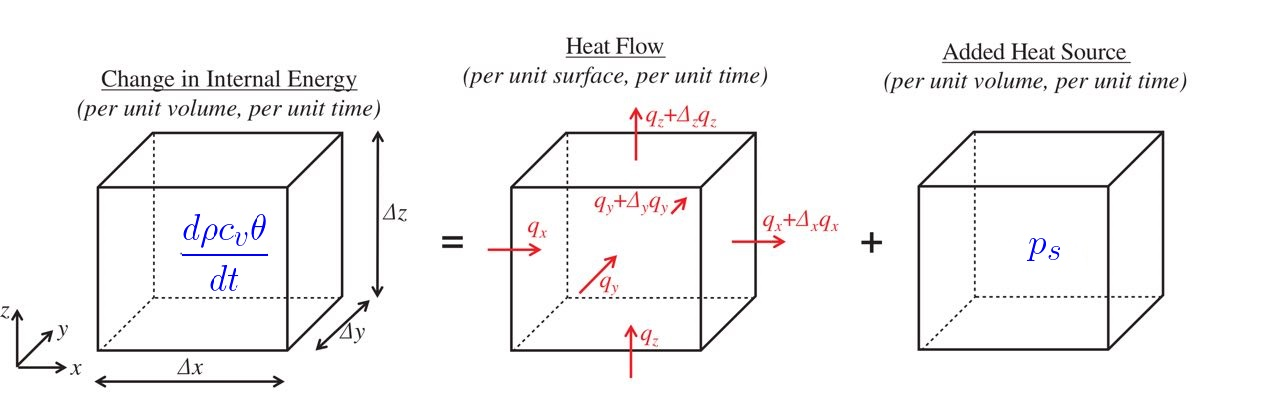 Change in Internal Energy
(per unit volume, per unit time)
Heat Flow
(per unit surface, per unit time)
Added Heat Source
(per unit volume, per unit time)
dρc_vθ
dt
Δz
Δy
Δx
z
y
x
=
q_z+Δ_zq_z
q_y+Δ_yq_y
q_x
q_x+Δ_xq_x
q_y
q_z
+
p_s